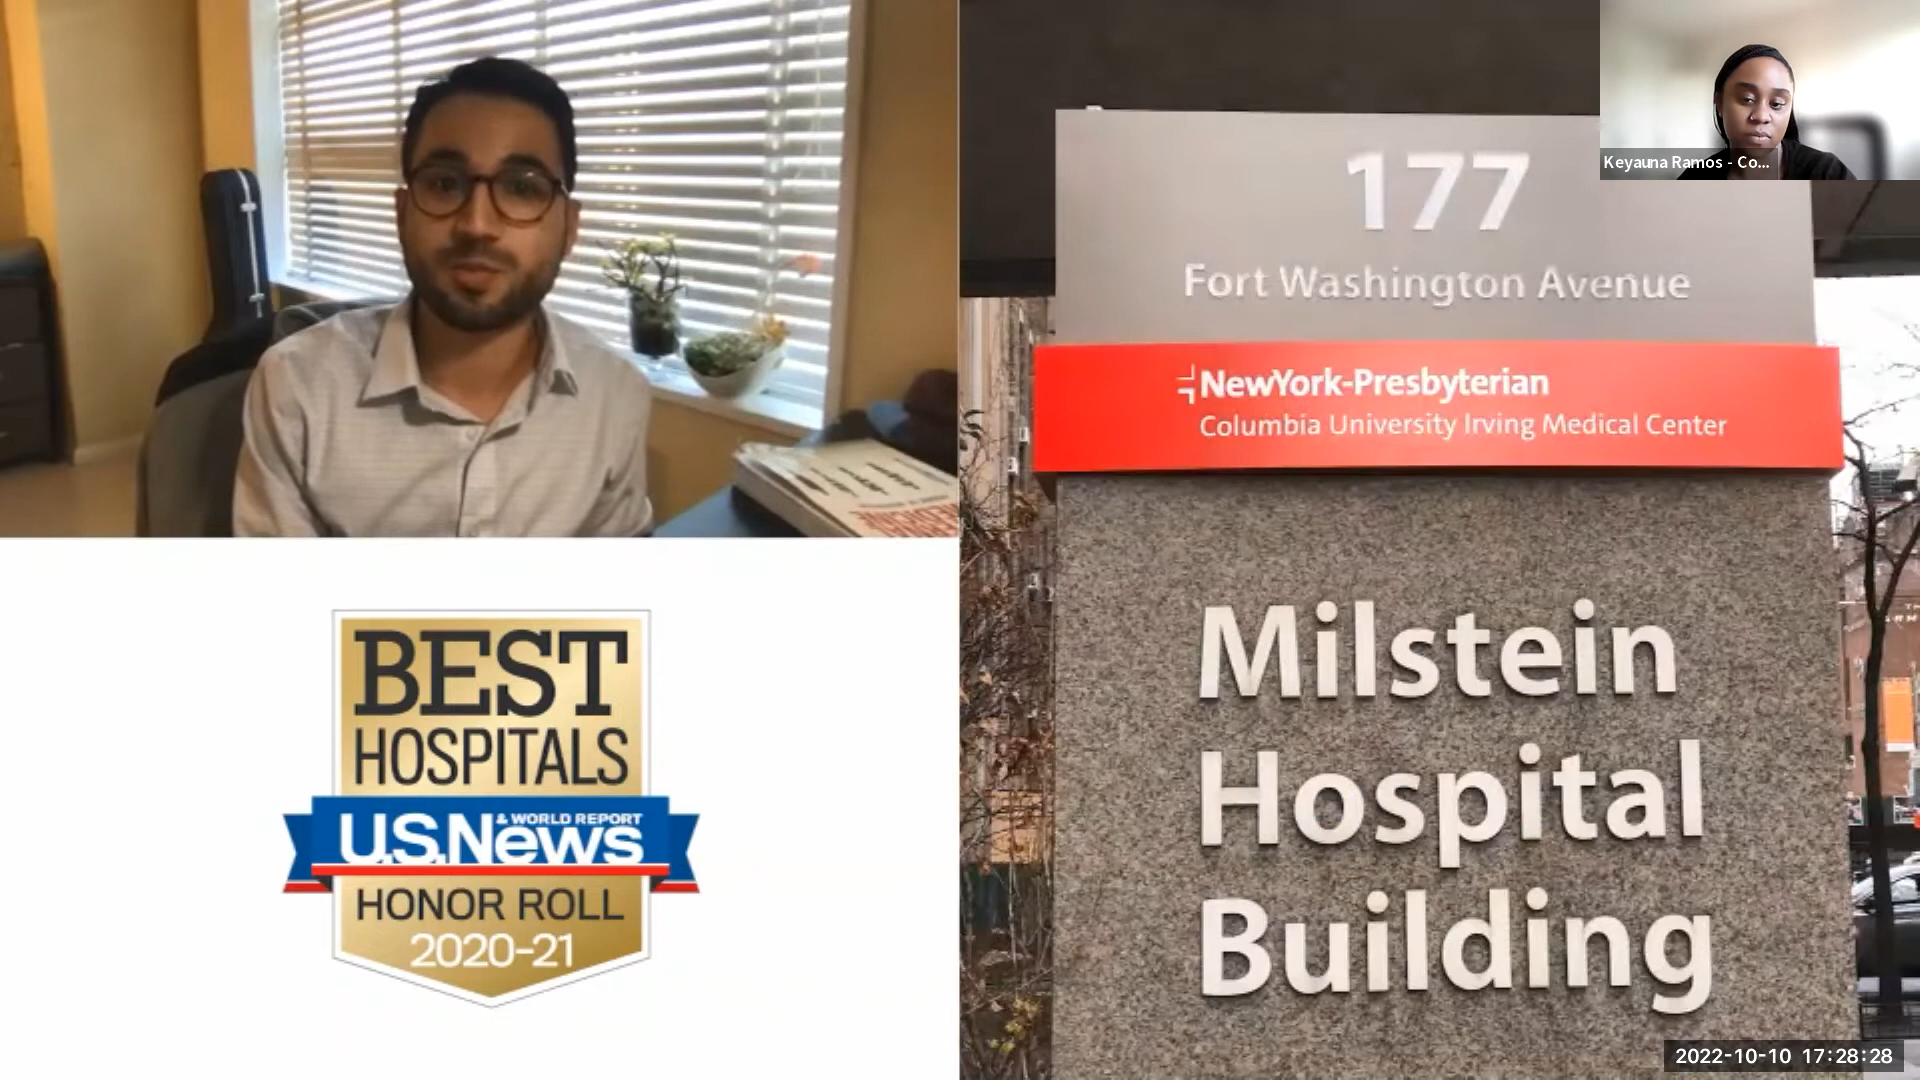 Keyauna Ramos - Co...
177
Fort Washington Avenue
NewYork-Presbyterian
Columbia University Irving Medical Center
Milstein
Hospital
Building
BEST
HOSPITALS
U.S.News
& WORLD REPORT
HONOR ROLL
2020-21
2022-10-10 17:28:28